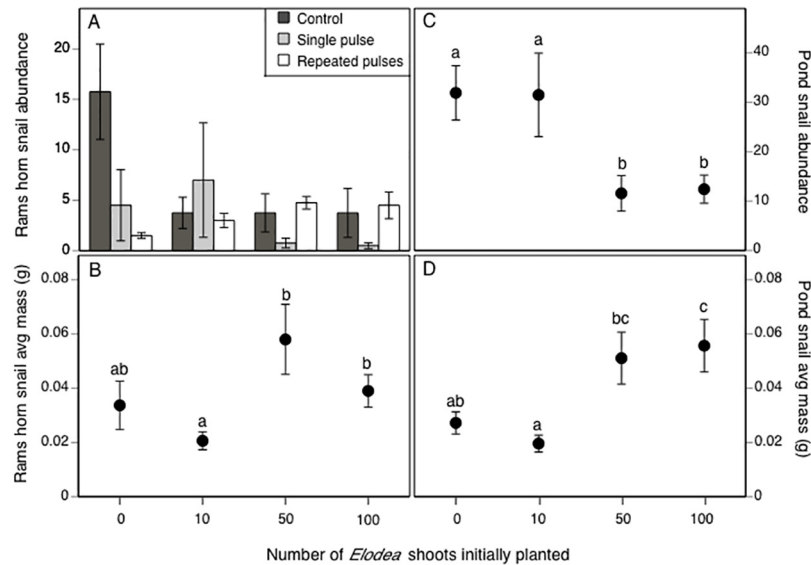 A
Control
Single pulse
Repeated pulses
Rams horn snail abundance
20
15
10
5
0
C
a
a
b
b
40
30
20
10
0
Pond snail abundance
B
Rams horn snail avg mass (g)
0.08
0.06
0.04
0.02
0
ab
a
b
b
0
10
50
100
D
ab
a
bc
c
0.08
0.06
0.04
0.02
0
Pond snail avg mass (g)
0
10
50
100
Number of Elodea shoots initially planted